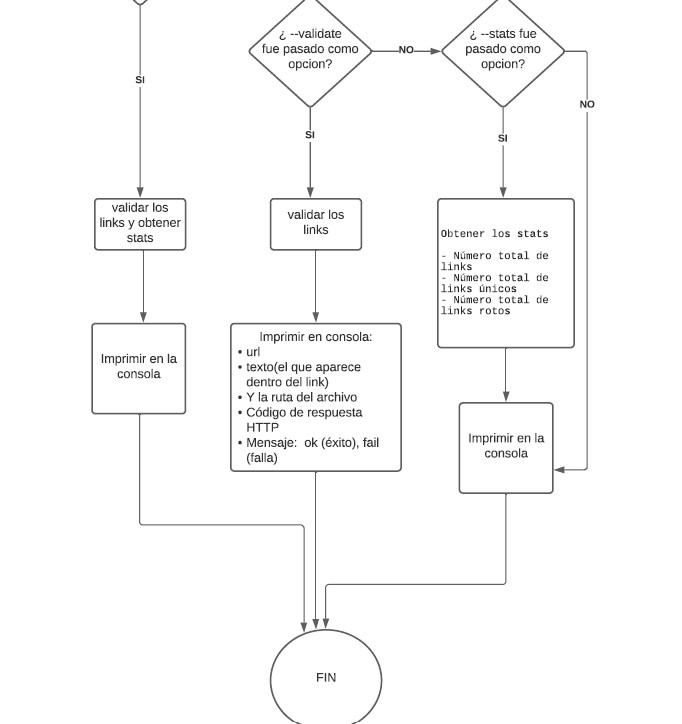 ¿ --validate
fue pasado como
opcion?
NO
¿ --stats fue
pasado como
opcion?
NO
SI
SI
SI
validar los
links y obtener
stats
validar los
links
Obtener los stats
- Número total de
links
- Número total de
links únicos
- Número total de
links rotos
Imprimir en la
consola
Imprimir en consola:
• url
• texto(el que aparece
dentro del link)
• Y la ruta del archivo
• Código de respuesta
HTTP
• Mensaje: ok (éxito), fail
(falla)
Imprimir en la
consola
FIN